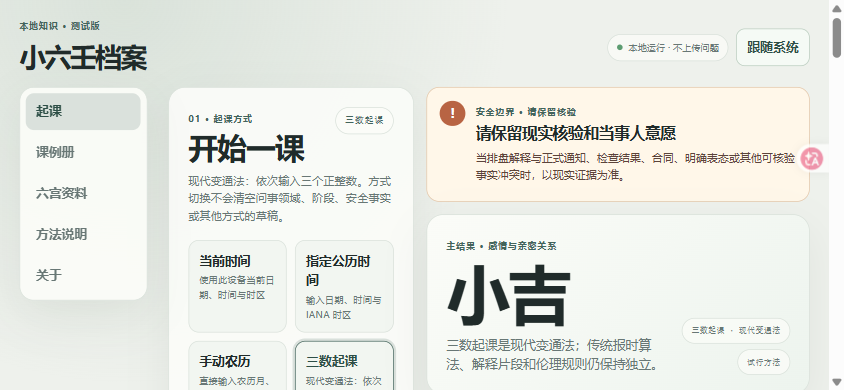 本地知识 • 测试版
小六壬档案
本地运行 · 不上传问题
跟随系统
起课
课例册
六宫资料
方法说明
关于
01 • 起课方式
三数起课
开始一课
现代变通法：依次输入三个正整数。方式
切换不会清空问事领域、阶段、安全事实
或其他方式的草稿。
当前时间
使用此设备当前日
期、时间与时区
指定公历时
间
输入日期、时间与
IANA 时区
手动农历
直接输入农历月、
三数起课
现代变通法：依次
!
安全边界 • 请保留核验
请保留现实核验和当事人意愿
当排盘解释与正式通知、检查结果、合同、明确表态或其他可核验
事实冲突时，以现实证据为准。
主结果 • 感情与亲密关系
小吉
三数起课是现代变通法；传统报时算
法、解释片段和伦理规则仍保持独立。
三数起课 · 现代变通法
试行方法